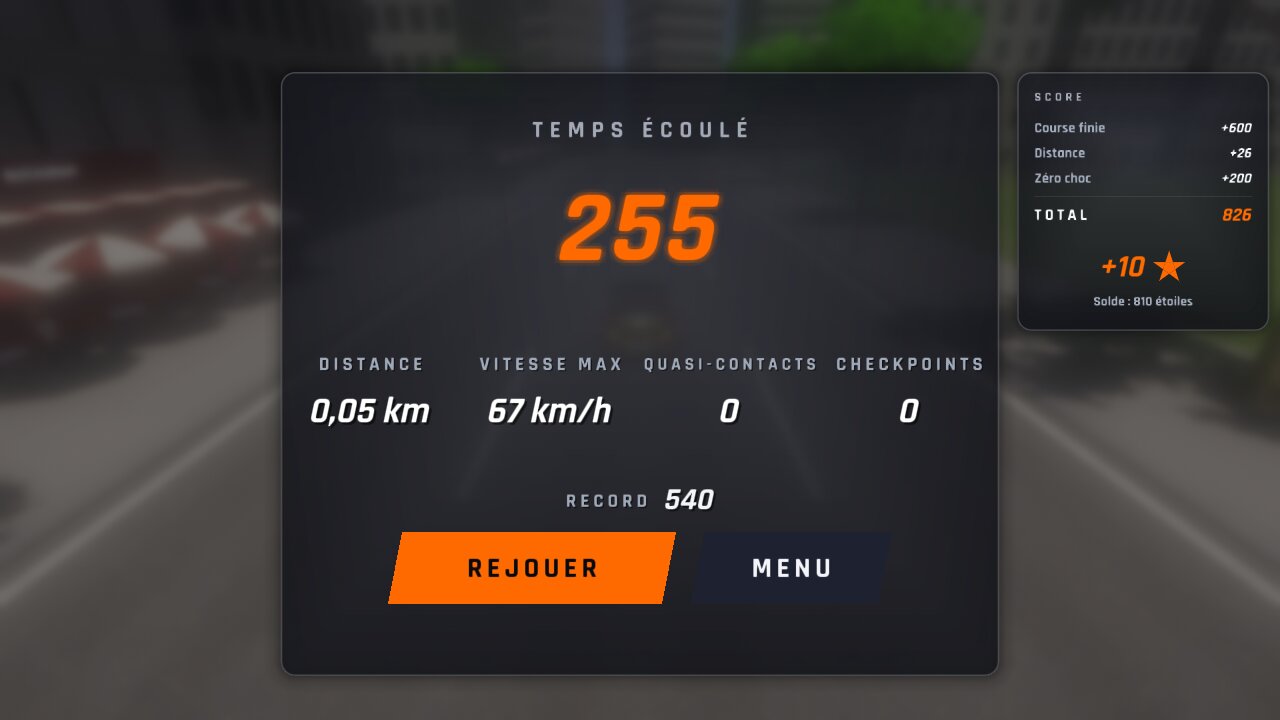 TEMPS ÉCOULÉ
255
DISTANCE VITESSE MAX QUASI-CONTACTS CHECKPOINTS
0,05 km 67 km/h 0 0
RECORD 540
REJOUER MENU
SCORE
Course finie +600
Distance +26
Zéro choc +200
TOTAL 826
+10
Solde : 810 étoiles